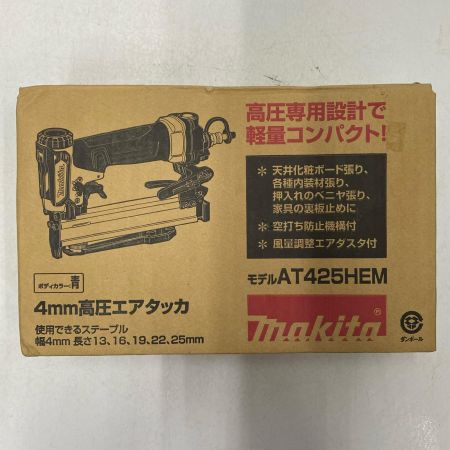 高圧専用設計で
軽量コンパクト!
* 天井化粧ボード張り、
各種内装材張り、
押入れのベニヤ張り、
家具の裏板止めに
* 空打ち防止機構付
* 風量調整エアダスタ付
モデルAT425HEM
makita®
ダンボール
makita
ボディカラー:青
4mm高圧エアタッカ
使用できるステープル
幅4mm 長さ13、16、19、22、25mm